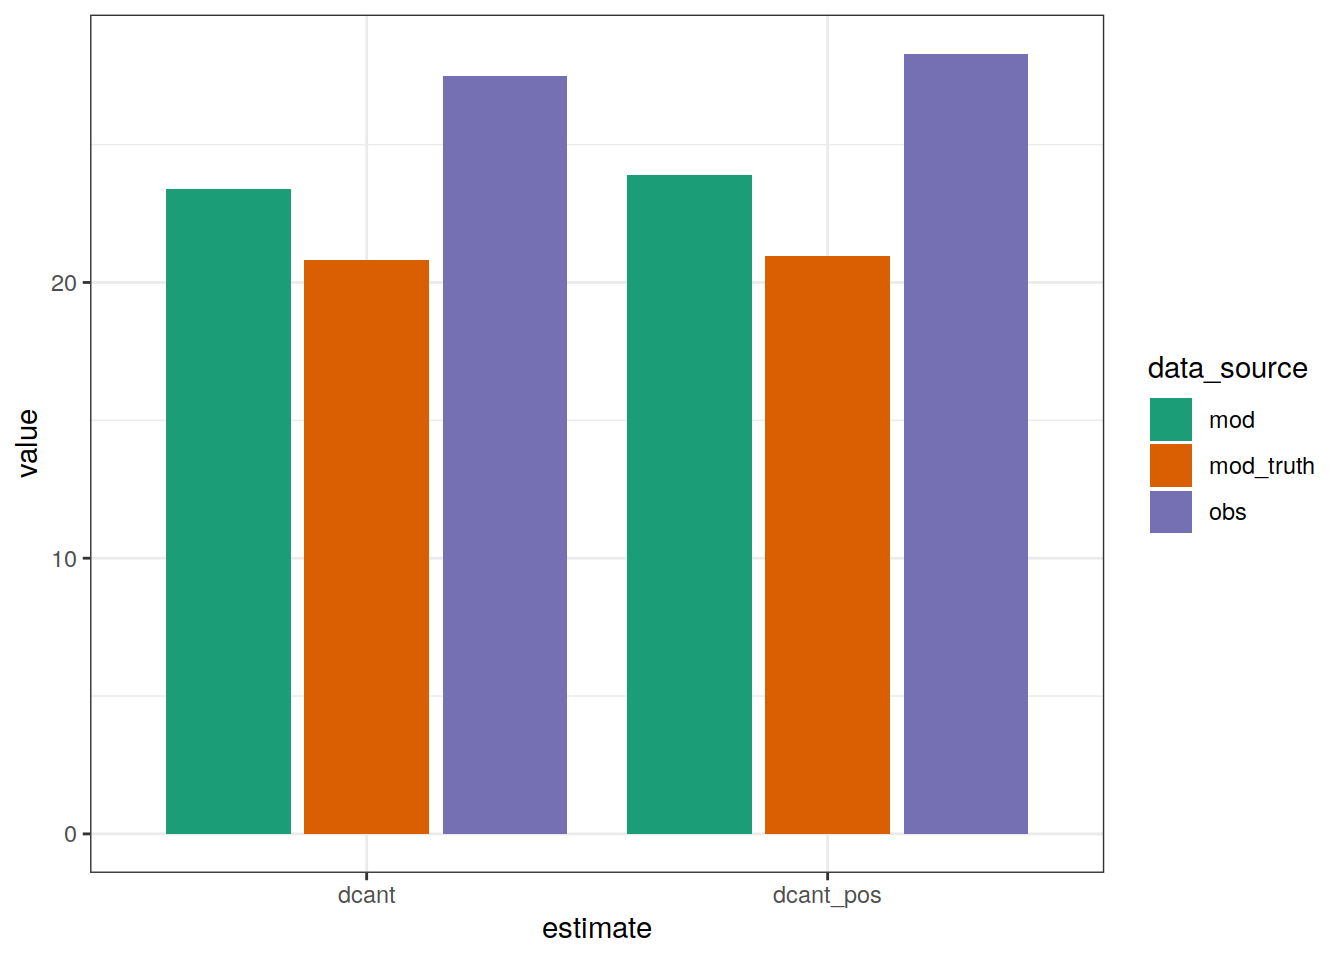 value
20
10
0
dcant
dcant_pos
estimate
data_source
mod
mod_truth
obs